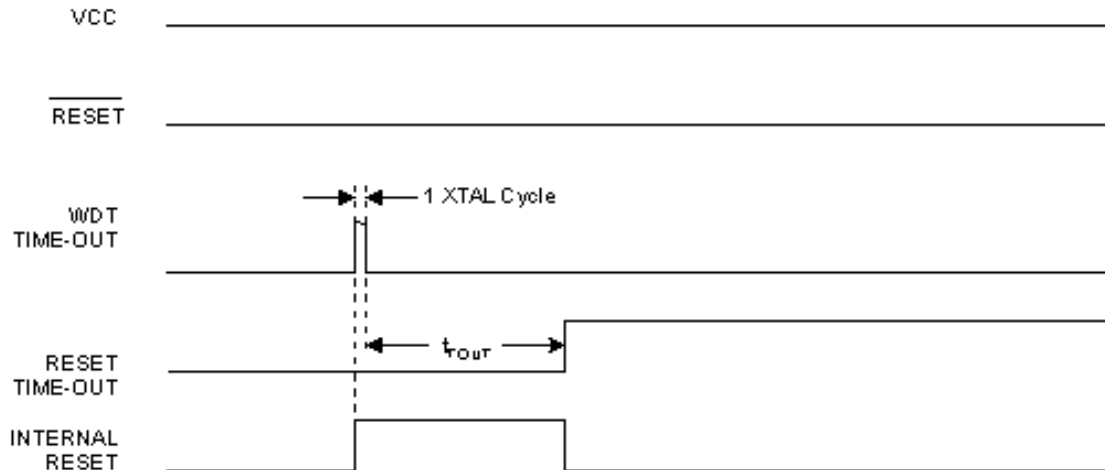 VCC
RESET
1 XTAL Cycle
WDT
TIME-OUT
tTOUT
RESET
TIME-OUT
INTERNAL
RESET